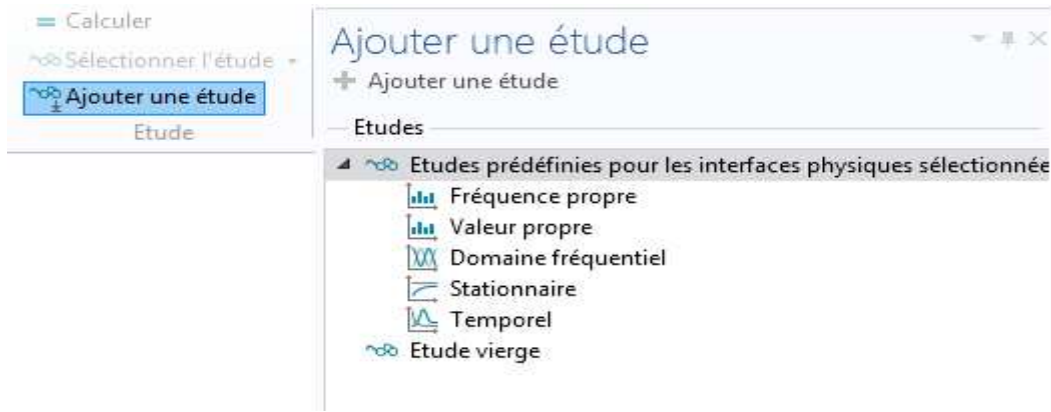 Calculer
Sélectionner l'étude
Ajouter une étude
Etude
Ajouter une étude
Ajouter une étude
Etudes
Etudes prédéfinies pour les interfaces physiques sélectionnée
Fréquence propre
Valeur propre
Domaine fréquentiel
Stationnaire
Temporel
Etude vierge